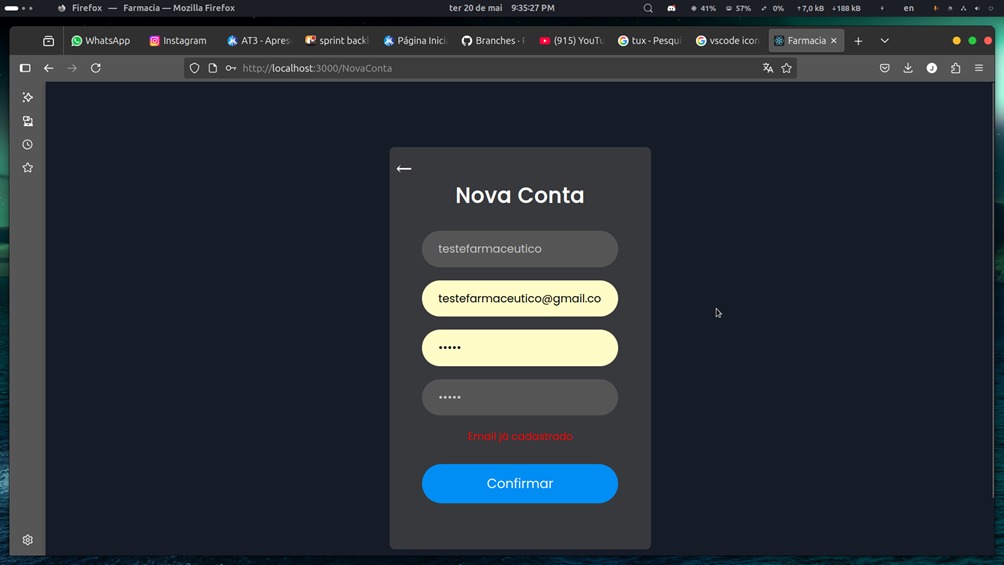 Firefox — Farmacia — Mozilla Firefox
ter 20 de mai 9:35:27 PM
41% 57% 0% ↑7,0 kB ↓188 kB en
WhatsApp
Instagram
AT3 - Apres
sprint backl
Página Inici
Branches · F
(915) YouTu
tux - Pesqui
vscode icon
Farmacia
http://localhost:3000/NovaConta
Nova Conta
testefarmaceutico
testefarmaceutico@gmail.co
•••••
•••••
Email já cadastrado
Confirmar